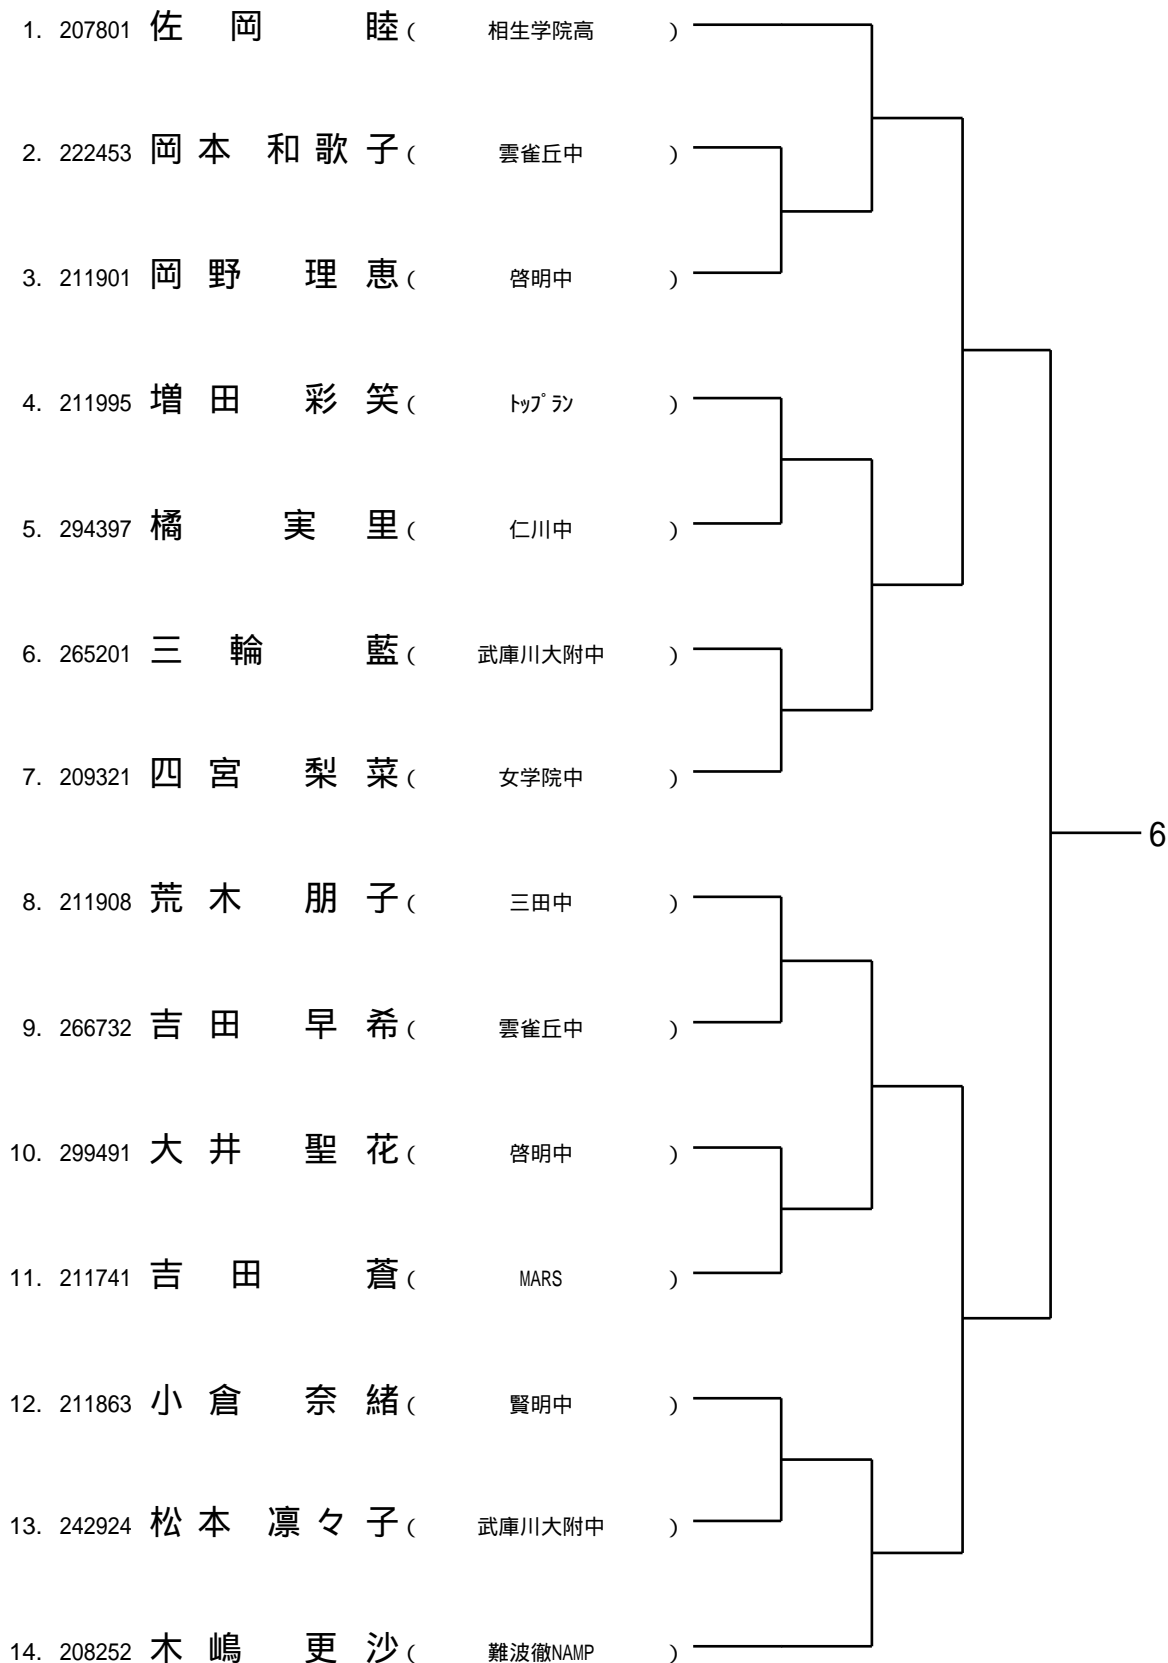 1. 207801 佐岡 睦 ( 相生学院高 )
2. 222453 岡本 和歌子 ( 雲雀丘中 )
3. 211901 岡野 理恵 ( 啓明中 )
4. 211995 増田 彩笑 ( ﾄｯﾌﾟﾗﾝ )
5. 294397 橘 実里 ( 仁川中 )
6. 265201 三輪 藍 ( 武庫川大附中 )
7. 209321 四宮 梨菜 ( 女学院中 )
6
8. 211908 荒木 朋子 ( 三田中 )
9. 266732 吉田 早希 ( 雲雀丘中 )
10. 299491 大井 聖花 ( 啓明中 )
11. 211741 吉田 蒼 ( MARS )
12. 211863 小倉 奈緒 ( 賢明中 )
13. 242924 松本 凛々子 ( 武庫川大附中 )
14. 208252 木嶋 更沙 ( 難波徹NAMP )